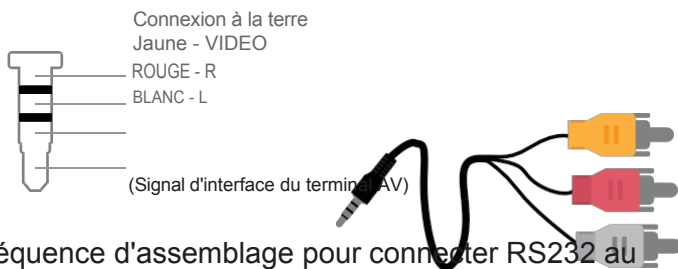 Connexion à la terre
Jaune - VIDEO
ROUGE - R
BLANC - L
(Signal d'interface du terminal AV)
équence d'assemblage pour connecter RS232 au